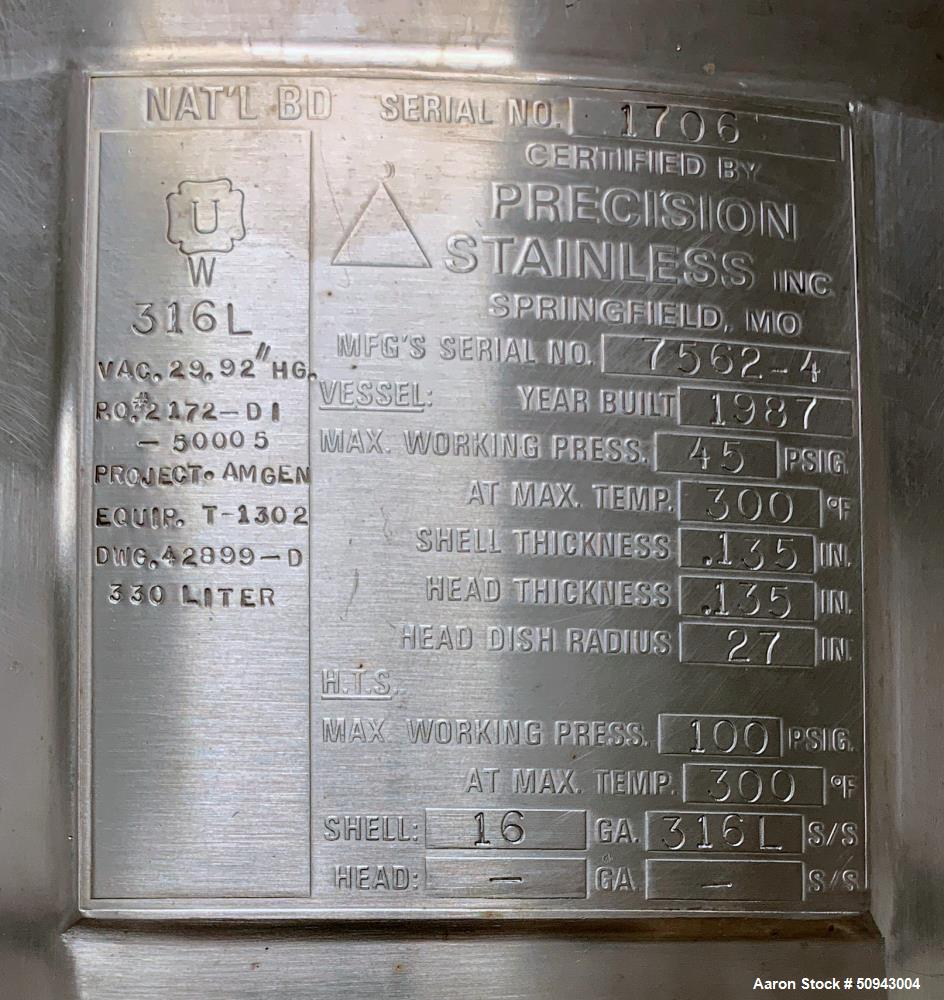 NAT'L BD SERIAL NO. 1706
CERTIFIED BY
PRECISION
STAINLESS INC.
SPRINGFIELD, MO
U
W
316L
VAC. 29.92" HG.
P.O.# 2172-D1
-50005
PROJECT. AMGEN
EQUIP. T-1302
DWG. 42899-D
330 LITER
MFG'S SERIAL NO. 7562-4
VESSEL: YEAR BUILT 1987
MAX. WORKING PRESS. 45 PSIG.
AT MAX. TEMP. 300 °F
SHELL THICKNESS .135 IN.
HEAD THICKNESS .135 IN.
HEAD DISH RADIUS 27 IN.
H.T.S.
MAX. WORKING PRESS. 100 PSIG.
AT MAX. TEMP. 300 °F
SHELL: 16 GA. 316L S/S
HEAD: - GA. - S/S
Aaron Stock # 50943004